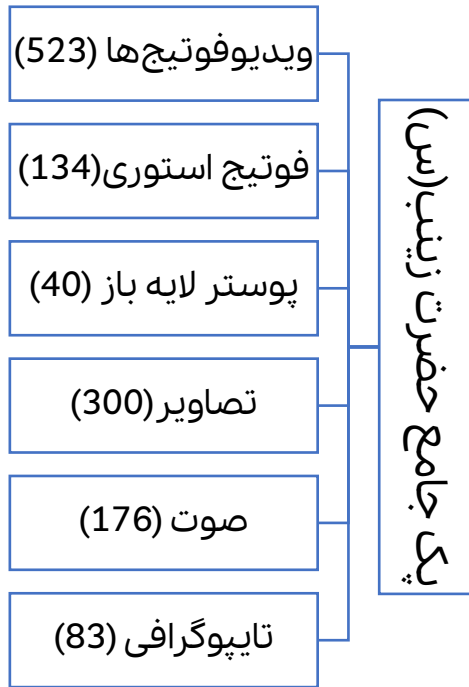 پک جامع حضرت زینب(س)
ویدیوفوتیج‌ها (523)
فوتیج استوری(134)
پوستر لایه باز (40)
تصاویر(300)
صوت (176)
تایپوگرافی (83)